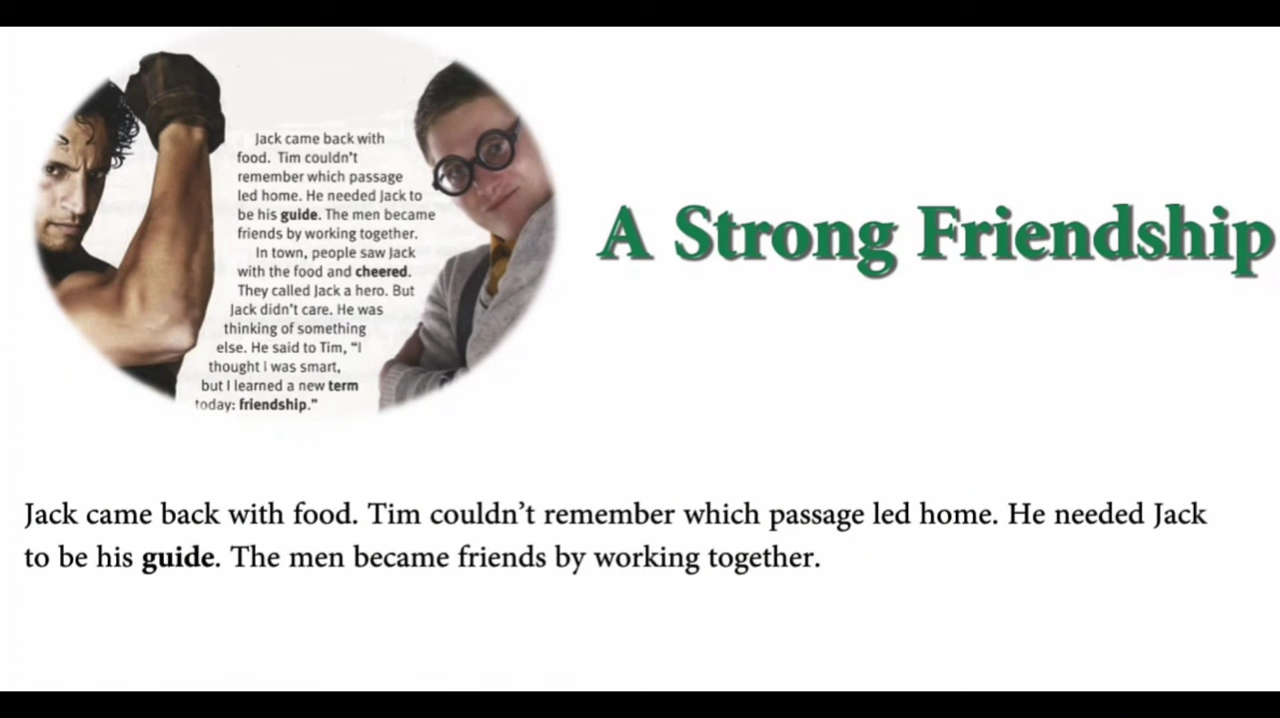 Jack came back with
food. Tim couldn't
remember which passage
led home. He needed Jack to
be his guide. The men became
friends by working together.
In town, people saw Jack
with the food and cheered.
They called Jack a hero. But
Jack didn't care. He was
thinking of something
else. He said to Tim, "I
thought I was smart,
but I learned a new term
today: friendship."
A Strong Friendship
Jack came back with food. Tim couldn't remember which passage led home. He needed Jack
to be his guide. The men became friends by working together.